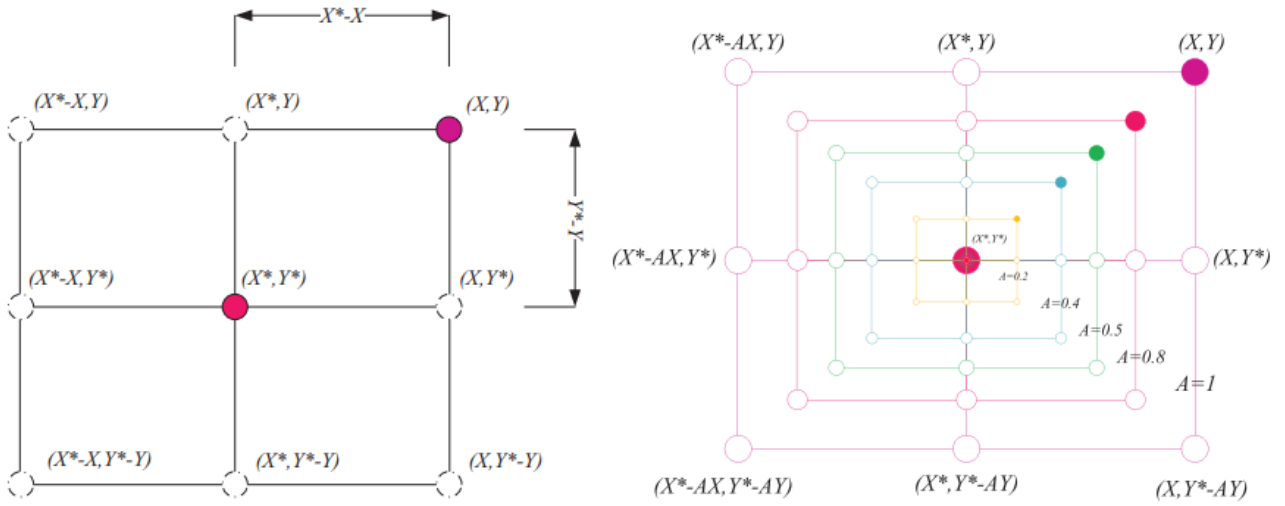 X*-X
(X*-X,Y)
(X*,Y)
(X,Y)
Y*-Y
(X*-X,Y*)
(X*,Y*)
(X,Y*)
(X*-X,Y*-Y)
(X*,Y*-Y)
(X,Y*-Y)
(X*-AX,Y)
(X*,Y)
(X,Y)
(X*-AX,Y*)
(X*,Y*)
(X,Y*)
A=0.2
A=0.4
A=0.5
A=0.8
A=1
(X*-AX,Y*-AY)
(X*,Y*-AY)
(X,Y*-AY)